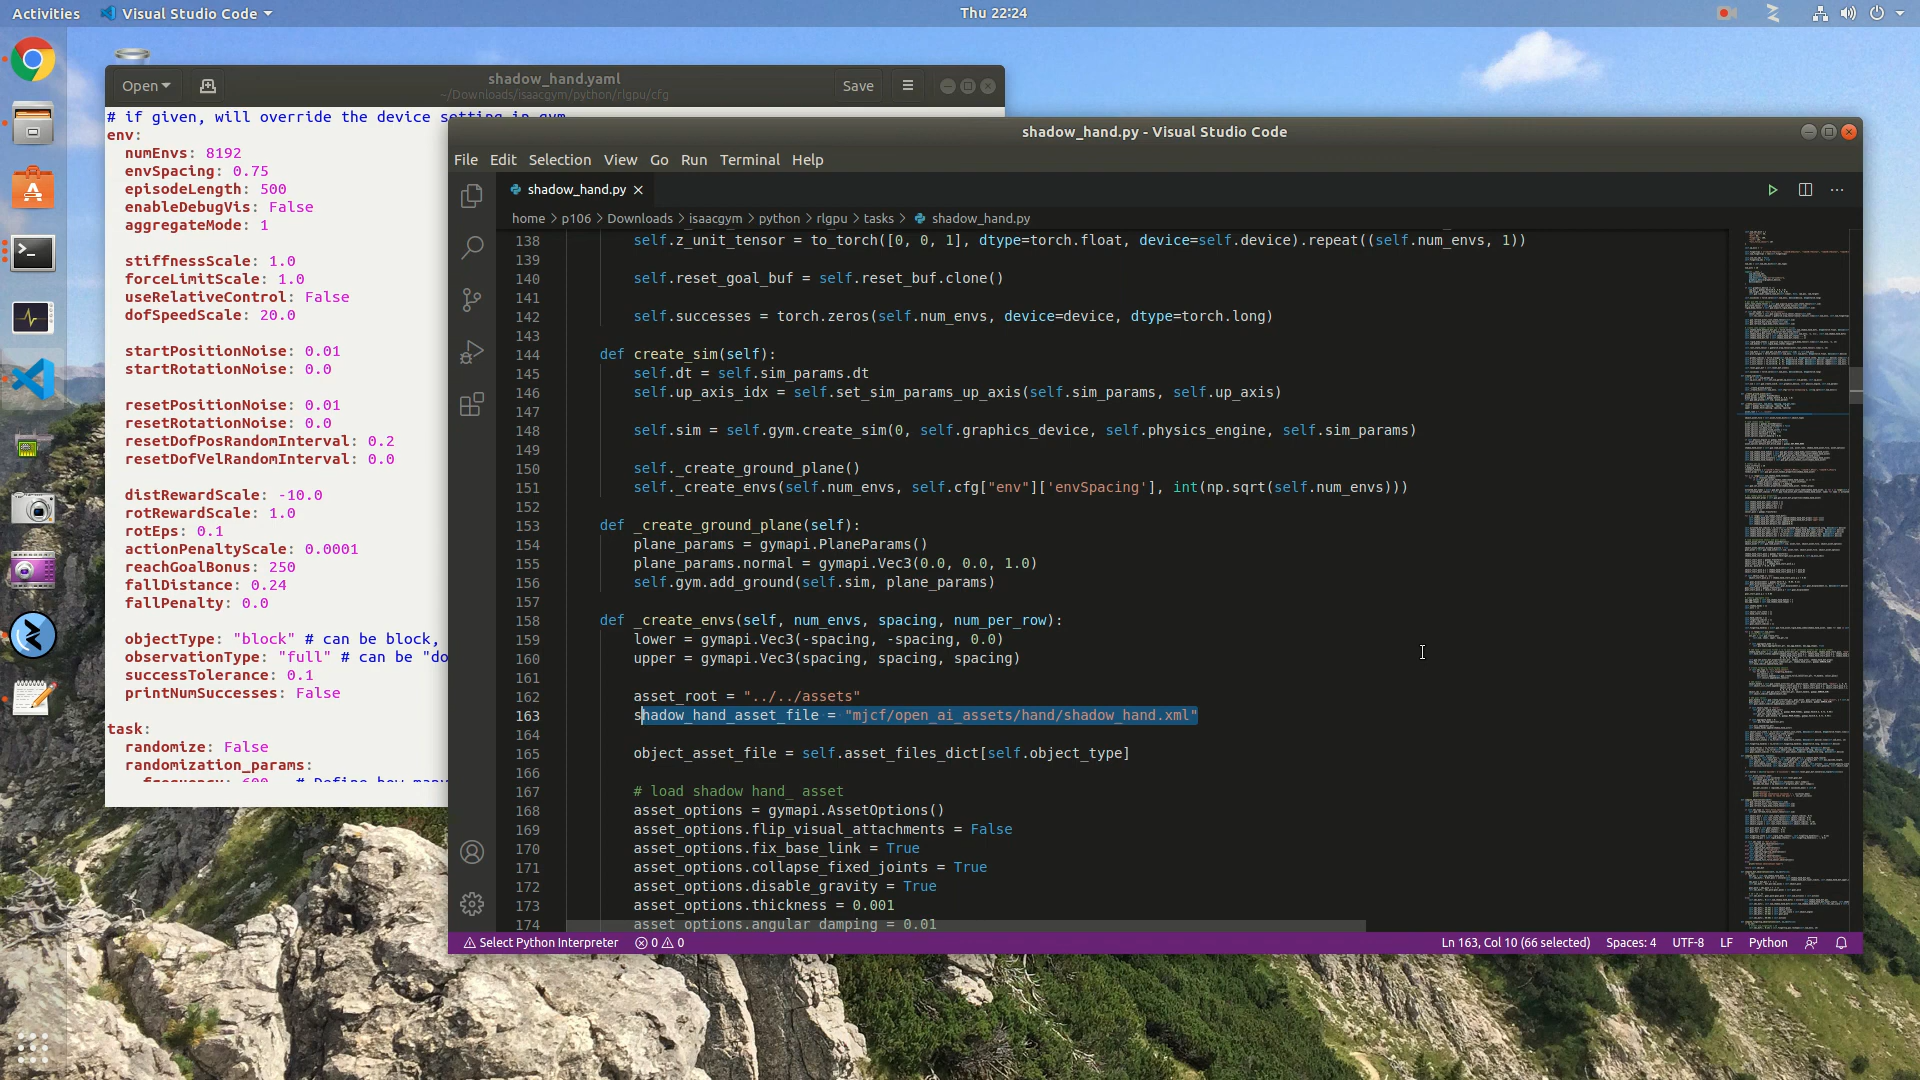 Activities
Visual Studio Code
Thu 22:24
Open
shadow_hand.yaml
~/Downloads/isaacgym/python/rlgpu/cfg
Save
# if given, will override the device setting in gym
env:
numEnvs: 8192
envSpacing: 0.75
episodeLength: 500
enableDebugVis: False
aggregateMode: 1
stiffnessScale: 1.0
forceLimitScale: 1.0
useRelativeControl: False
dofSpeedScale: 20.0
startPositionNoise: 0.01
startRotationNoise: 0.0
resetPositionNoise: 0.01
resetRotationNoise: 0.0
resetDofPosRandomInterval: 0.2
resetDofVelRandomInterval: 0.0
distRewardScale: -10.0
rotRewardScale: 1.0
rotEps: 0.1
actionPenaltyScale: 0.0001
reachGoalBonus: 250
fallDistance: 0.24
fallPenalty: 0.0
objectType: "block" # can be block,
observationType: "full" # can be "do
successTolerance: 0.1
printNumSuccesses: False
task:
randomize: False
randomization_params:
frequency: 600 # Define how many
shadow_hand.py - Visual Studio Code
File Edit Selection View Go Run Terminal Help
shadow_hand.py
home > p106 > Downloads > isaacgym > python > rlgpu > tasks > shadow_hand.py
138 self.z_unit_tensor = to_torch([0, 0, 1], dtype=torch.float, device=self.device).repeat((self.num_envs, 1))
139
140 self.reset_goal_buf = self.reset_buf.clone()
141
142 self.successes = torch.zeros(self.num_envs, device=device, dtype=torch.long)
143
144 def create_sim(self):
145 self.dt = self.sim_params.dt
146 self.up_axis_idx = self.set_sim_params_up_axis(self.sim_params, self.up_axis)
147
148 self.sim = self.gym.create_sim(0, self.graphics_device, self.physics_engine, self.sim_params)
149
150 self._create_ground_plane()
151 self._create_envs(self.num_envs, self.cfg["env"]['envSpacing'], int(np.sqrt(self.num_envs)))
152
153 def _create_ground_plane(self):
154 plane_params = gymapi.PlaneParams()
155 plane_params.normal = gymapi.Vec3(0.0, 0.0, 1.0)
156 self.gym.add_ground(self.sim, plane_params)
157
158 def _create_envs(self, num_envs, spacing, num_per_row):
159 lower = gymapi.Vec3(-spacing, -spacing, 0.0)
160 upper = gymapi.Vec3(spacing, spacing, spacing)
161
162 asset_root = "../../assets"
163 shadow_hand_asset_file = "mjcf/open_ai_assets/hand/shadow_hand.xml"
164
165 object_asset_file = self.asset_files_dict[self.object_type]
166
167 # load shadow hand_ asset
168 asset_options = gymapi.AssetOptions()
169 asset_options.flip_visual_attachments = False
170 asset_options.fix_base_link = True
171 asset_options.collapse_fixed_joints = True
172 asset_options.disable_gravity = True
173 asset_options.thickness = 0.001
174 asset_options.angular_damping = 0.01
Select Python Interpreter 0 0
Ln 163, Col 10 (66 selected) Spaces: 4 UTF-8 LF Python